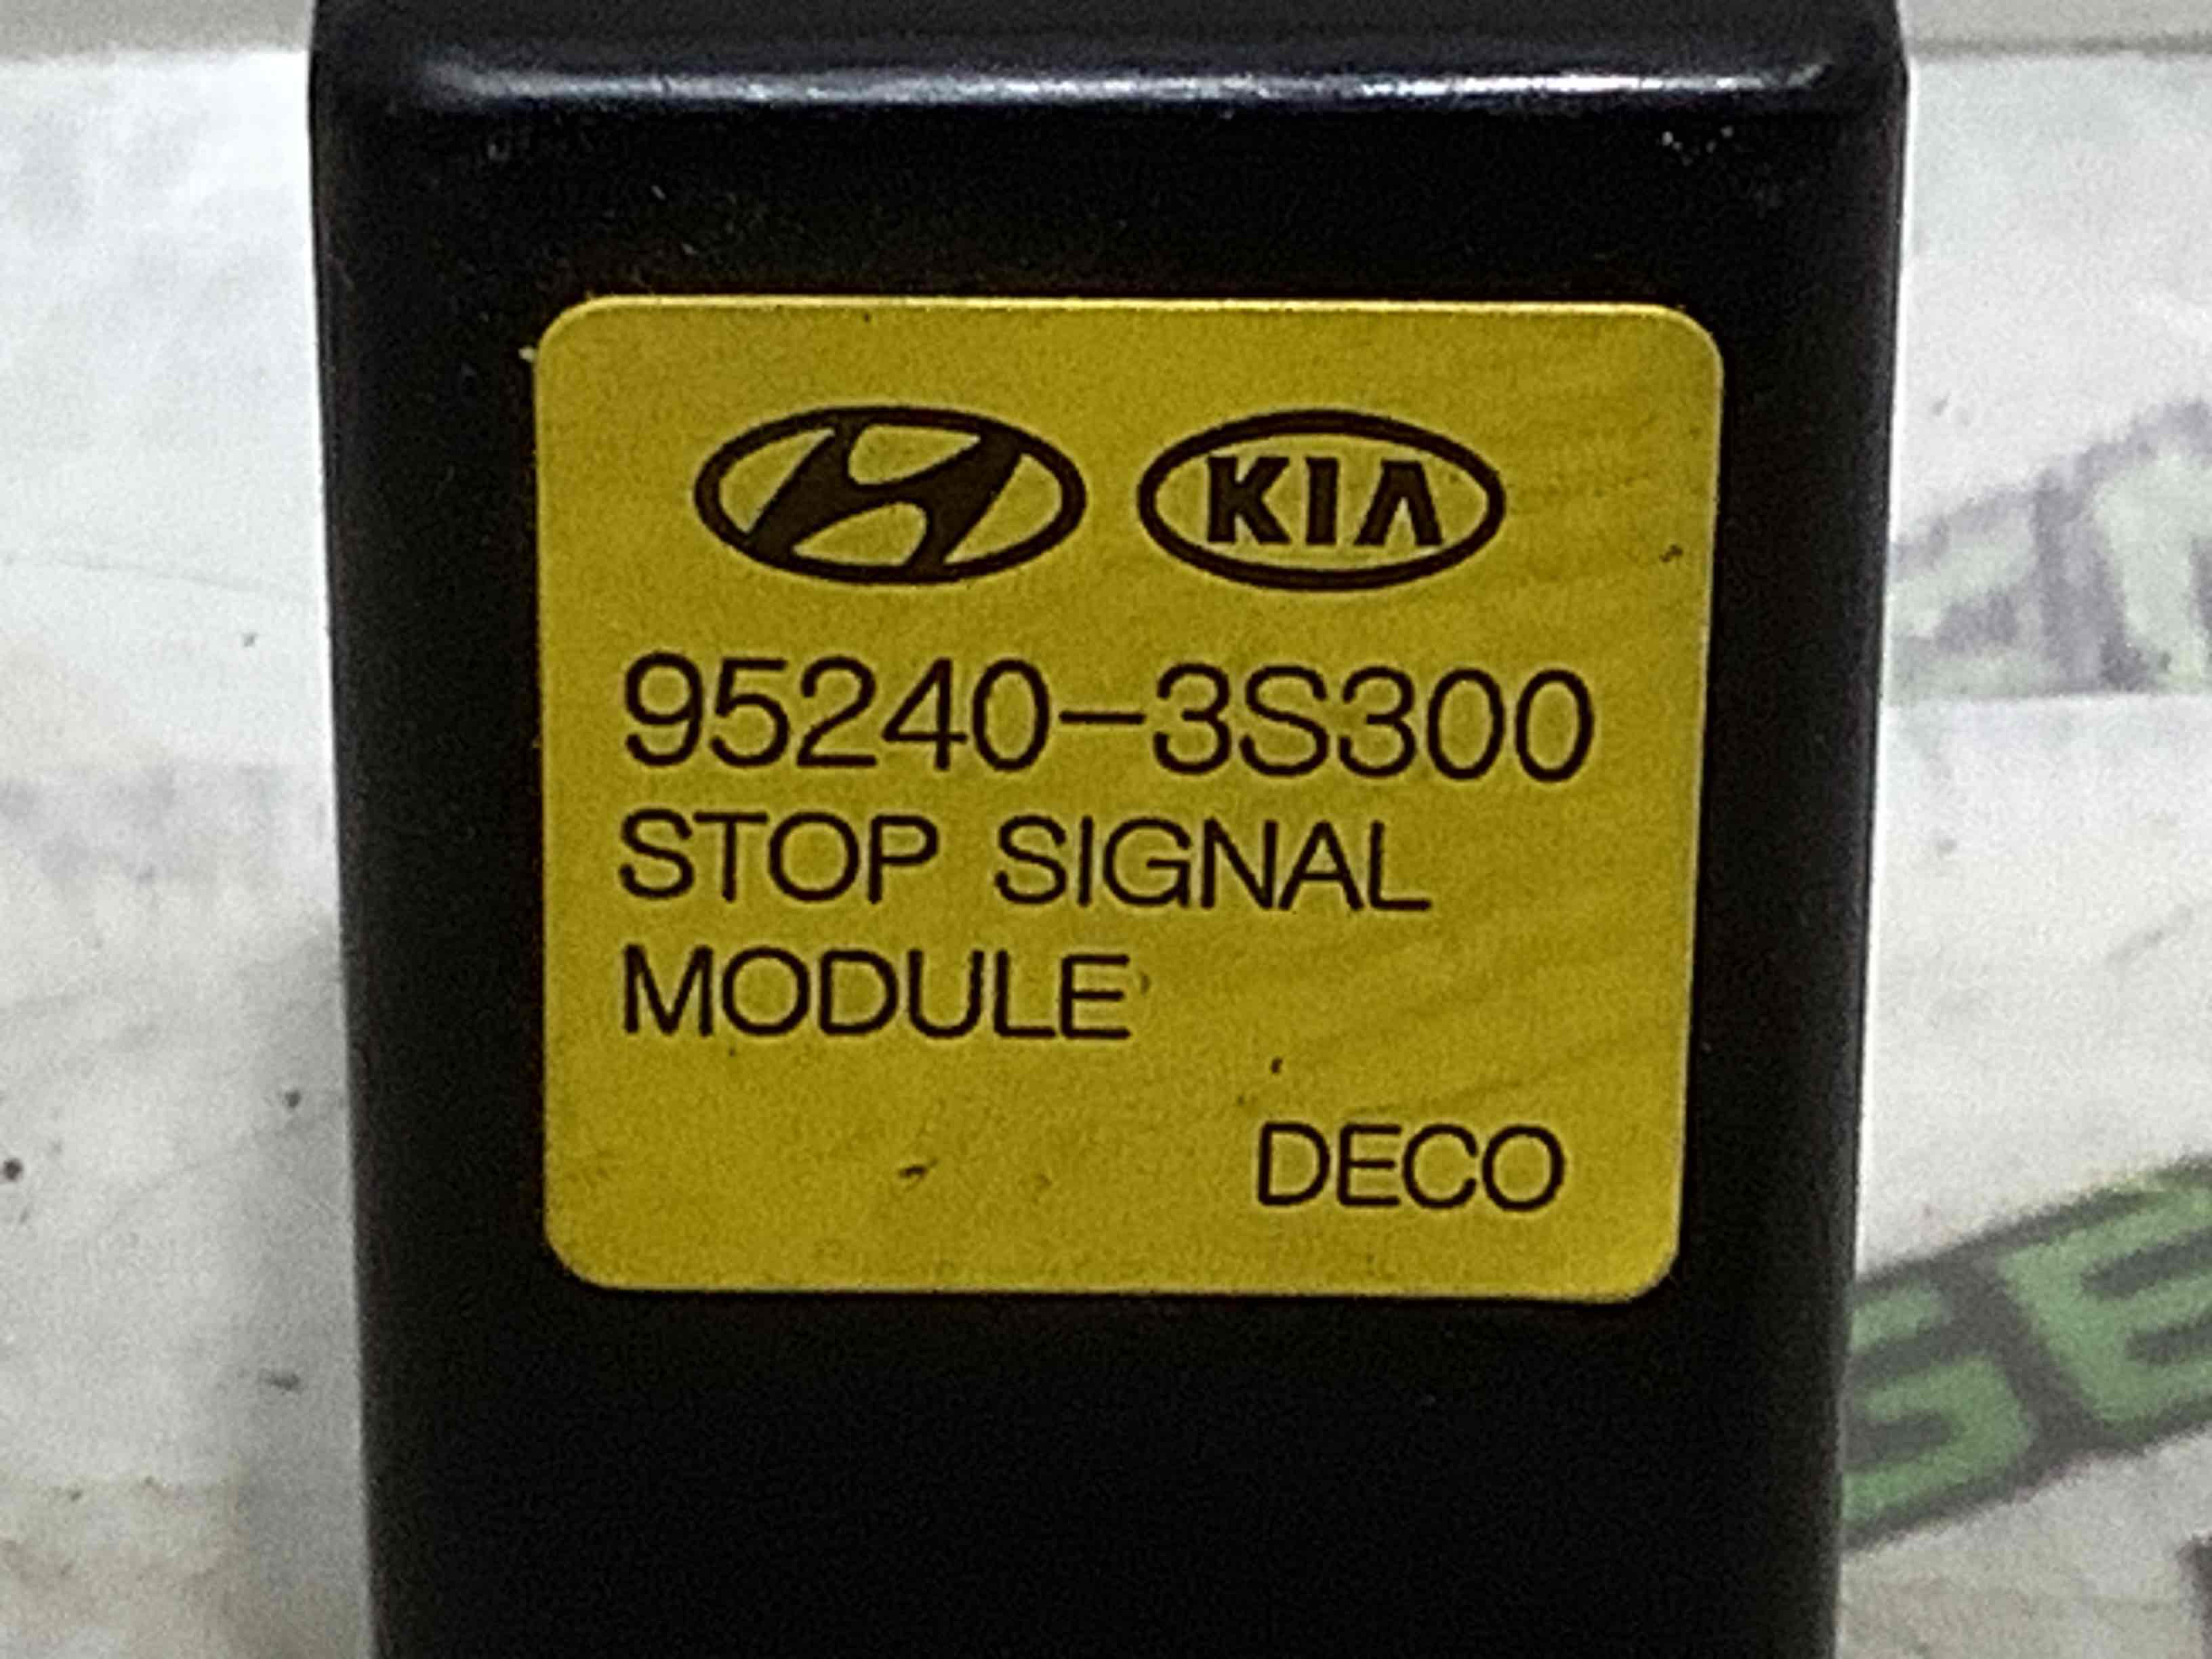 KIA
95240-3S300
STOP SIGNAL
MODULE
DECO